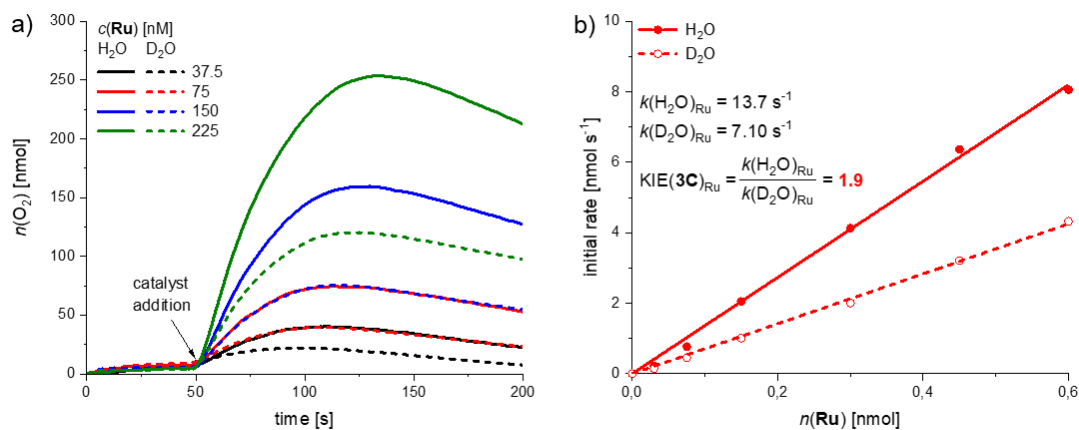 a)
c(Ru) [nM]
H₂O D₂O
37.5
75
150
225
catalyst
addition
n(O₂) [nmol]
300
250
200
150
100
50
0
0 50 100 150 200
time [s]
b)
H₂O
D₂O
k(H₂O)Ru = 13.7 s⁻¹
k(D₂O)Ru = 7.10 s⁻¹
KIE(3C)Ru = k(H₂O)Ru / k(D₂O)Ru = 1.9
initial rate [nmol s⁻¹]
10
8
6
4
2
0
0,0 0,2 0,4 0,6
n(Ru) [nmol]